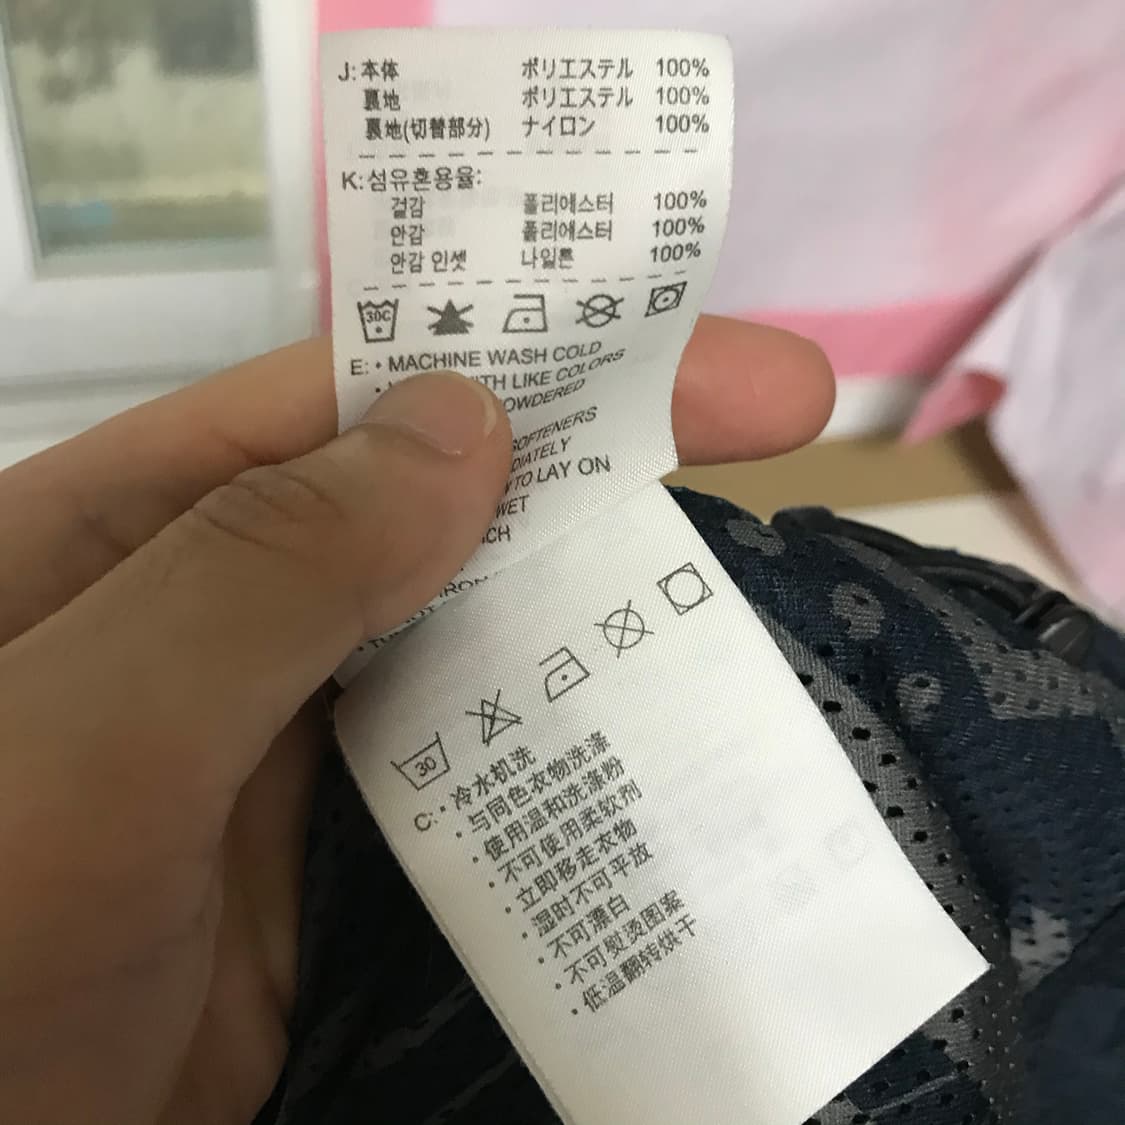 J: 本体 ポリエステル 100%
裏地 ポリエステル 100%
裏地(切替部分) ナイロン 100%
K: 섬유혼용율:
겉감 폴리에스터 100%
안감 폴리에스터 100%
안감 인셋 나일론 100%
30C
E: • MACHINE WASH COLD
• WITH LIKE COLORS
POWDERED
SOFTENERS
TO LAY ON
WET
IRON
30
C: • 冷水机洗
• 与同色衣物洗涤
• 使用温和洗涤粉
• 不可使用柔软剂
• 立即移走衣物
• 湿时不可平放
• 不可漂白
• 不可熨烫图案
• 低温翻转烘干